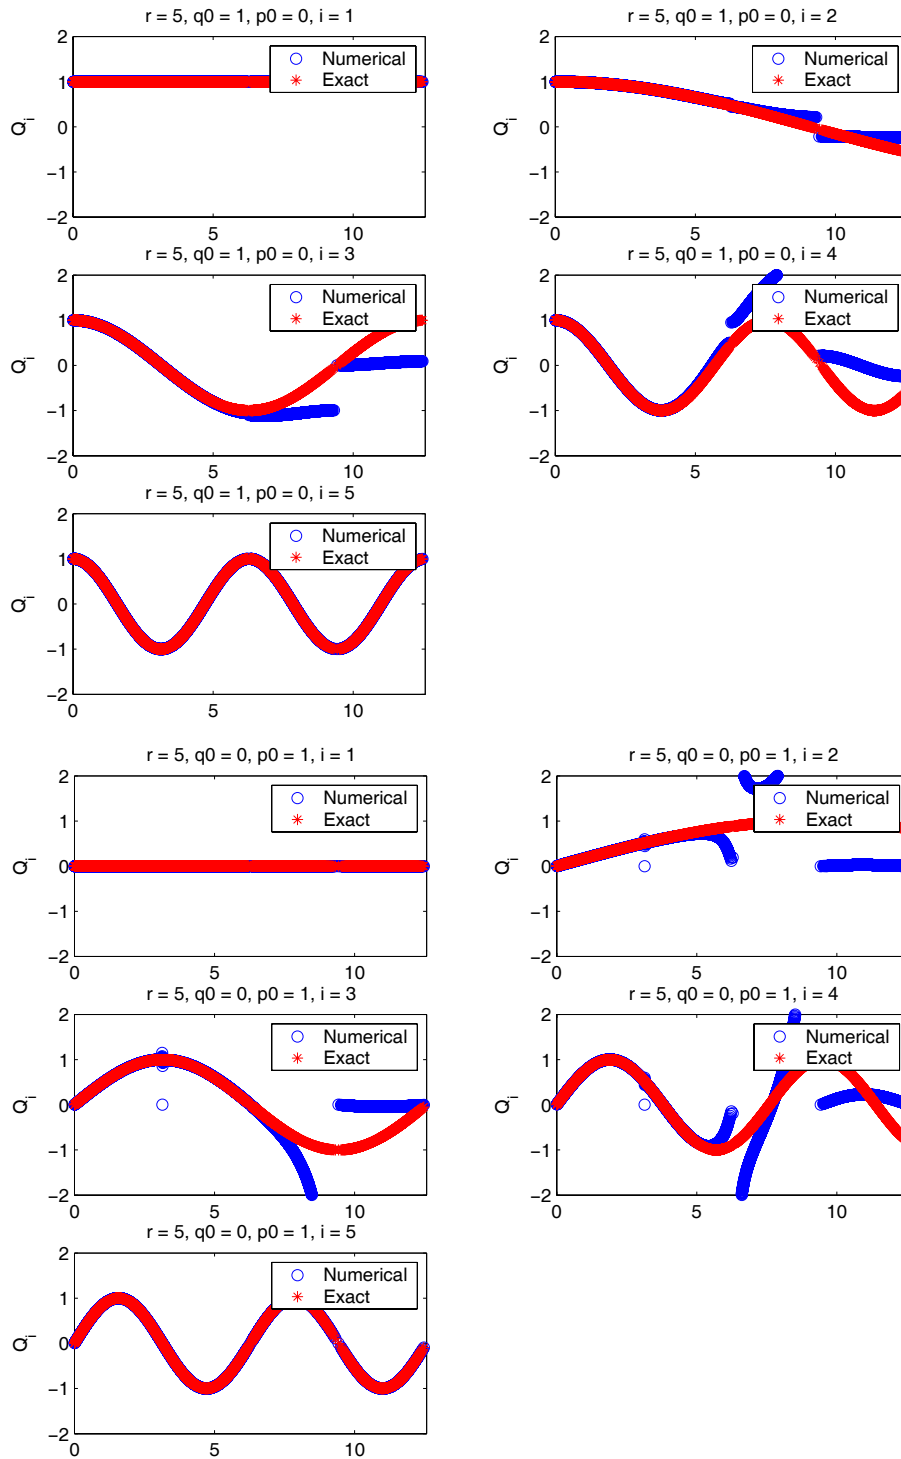 r = 5, q0 = 1, p0 = 0, i = 1
2
1
0
−1
−2
Q_i
0 5 10
Numerical
Exact
r = 5, q0 = 1, p0 = 0, i = 2
2
1
0
−1
−2
Q_i
0 5 10
Numerical
Exact
r = 5, q0 = 1, p0 = 0, i = 3
2
1
0
−1
−2
Q_i
0 5 10
Numerical
Exact
r = 5, q0 = 1, p0 = 0, i = 4
2
1
0
−1
−2
Q_i
0 5 10
Numerical
Exact
r = 5, q0 = 1, p0 = 0, i = 5
2
1
0
−1
−2
Q_i
0 5 10
Numerical
Exact
r = 5, q0 = 0, p0 = 1, i = 1
2
1
0
−1
−2
Q_i
0 5 10
Numerical
Exact
r = 5, q0 = 0, p0 = 1, i = 2
2
1
0
−1
−2
Q_i
0 5 10
Numerical
Exact
r = 5, q0 = 0, p0 = 1, i = 3
2
1
0
−1
−2
Q_i
0 5 10
Numerical
Exact
r = 5, q0 = 0, p0 = 1, i = 4
2
1
0
−1
−2
Q_i
0 5 10
Numerical
Exact
r = 5, q0 = 0, p0 = 1, i = 5
2
1
0
−1
−2
Q_i
0 5 10
Numerical
Exact